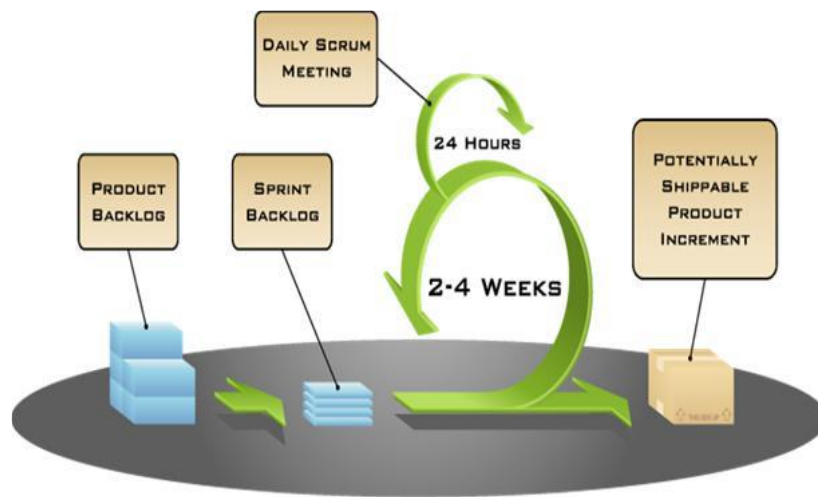 DAILY SCRUM
MEETING
24 HOURS
PRODUCT
BACKLOG
SPRINT
BACKLOG
2-4 WEEKS
POTENTIALLY
SHIPPABLE
PRODUCT
INCREMENT